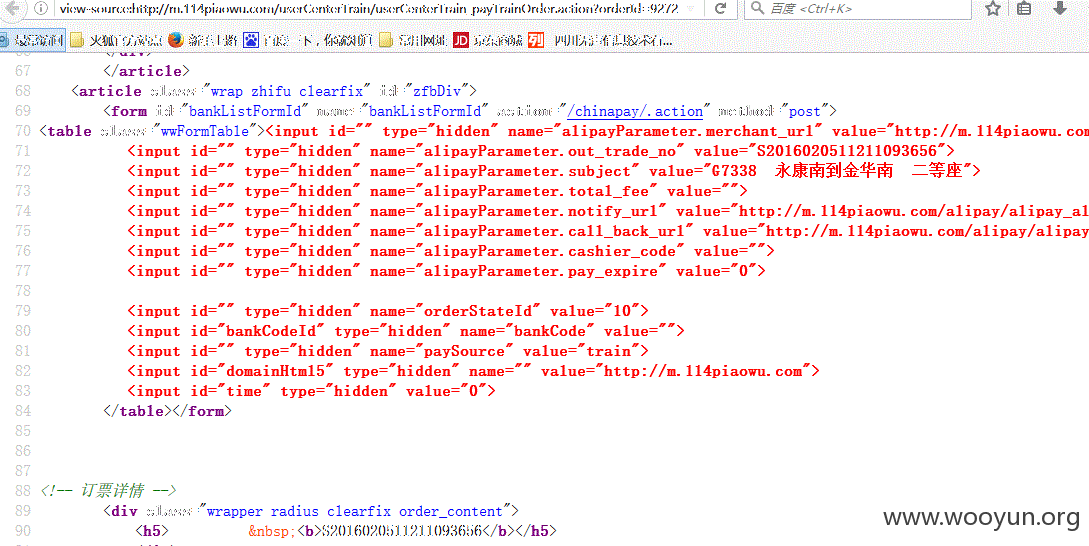 view-source:http://m.114piaowu.com/userCenterTrain/userCenterTrain_payTrainOrder.action?orderId=9272
百度 <Ctrl+K>
最常访问 火狐官方站点 新手上路 百度一下,你就知道 常用网址 JD 京东商城
67 </article>
68 <article class="wrap zhifu clearfix" id="zfbDiv">
69 <form id="bankListFormId" name="bankListFormId" action="/chinapay/.action" method="post">
70 <table class="wwFormTable"><input id="" type="hidden" name="alipayParameter.merchant_url" value="http://m.114piaowu.com
71 <input id="" type="hidden" name="alipayParameter.out_trade_no" value="S2016020511211093656">
72 <input id="" type="hidden" name="alipayParameter.subject" value="G7338 永康南到金华南 二等座">
73 <input id="" type="hidden" name="alipayParameter.total_fee" value="">
74 <input id="" type="hidden" name="alipayParameter.notify_url" value="http://m.114piaowu.com/alipay/alipay_al
75 <input id="" type="hidden" name="alipayParameter.call_back_url" value="http://m.114piaowu.com/alipay/alipay
76 <input id="" type="hidden" name="alipayParameter.cashier_code" value="">
77 <input id="" type="hidden" name="alipayParameter.pay_expire" value="0">
78
79 <input id="" type="hidden" name="orderStateId" value="10">
80 <input id="bankCodeId" type="hidden" name="bankCode" value="">
81 <input id="" type="hidden" name="paySource" value="train">
82 <input id="domainHtml5" type="hidden" name="" value="http://m.114piaowu.com">
83 <input id="time" type="hidden" value="0">
84 </table></form>
85
86
87
88 <!-- 订票详情 -->
89 <div class="wrapper radius clearfix order_content">
90 <h5> &nbsp;<b>S2016020511211093656</b></h5>
www.wooyun.org